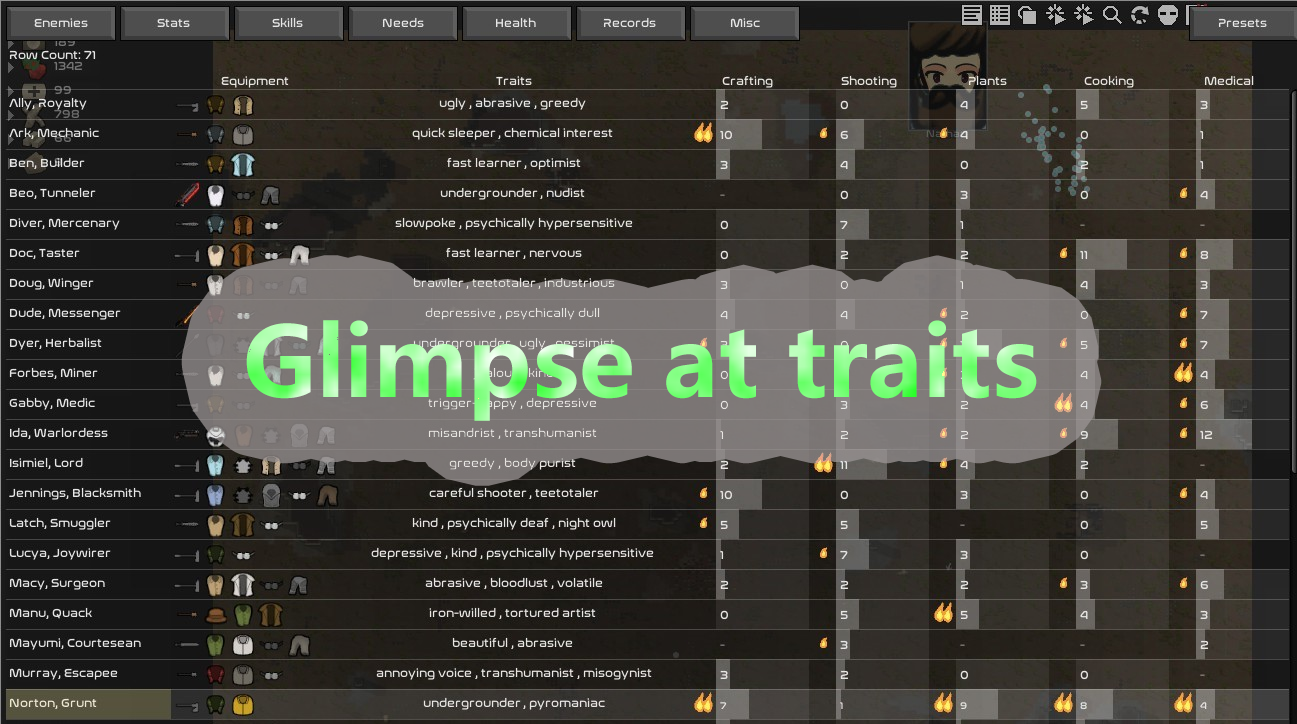 Enemies Stats Skills Needs Health Records Misc Presets
189
Row Count: 71
1342
Equipment Traits Crafting Shooting Plants Cooking Medical
99
Ally, Royalty ugly , abrasive , greedy 2 0 4 5 3
798
Ark, Mechanic quick sleeper , chemical interest 10 6 4 0 1
Ben, Builder fast learner , optimist 3 4 0 2 1
Beo, Tunneler undergrounder , nudist - 0 3 0 4
Diver, Mercenary slowpoke , psychically hypersensitive 0 7 1 - -
Doc, Taster fast learner , nervous 0 2 2 11 8
Doug, Winger brawler , teetotaler , industrious 3 0 1 4 3
Dude, Messenger depressive , psychically dull 4 4 2 0 7
Dyer, Herbalist undergrounder , ugly , pessimist 5 7
Glimpse at traits
Forbes, Miner 0 4 4
Gabby, Medic trigger-happy , depressive 0 3 2 4 6
Ida, Warlordess misandrist , transhumanist 1 2 2 9 12
Isimiel, Lord greedy , body purist 2 11 4 2 -
Jennings, Blacksmith careful shooter , teetotaler 10 0 3 0 4
Latch, Smuggler kind , psychically deaf , night owl 5 5 - 0 5
Lucya, Joywirer depressive , kind , psychically hypersensitive 1 7 3 0 -
Macy, Surgeon abrasive , bloodlust , volatile 2 2 2 3 6
Manu, Quack iron-willed , tortured artist 0 5 5 4 3
Mayumi, Courtesean beautiful , abrasive - 3 - - 2
Murray, Escapee annoying voice , transhumanist , misogynist 3 2 0 0 -
Norton, Grunt undergrounder , pyromaniac 7 1 9 8 4